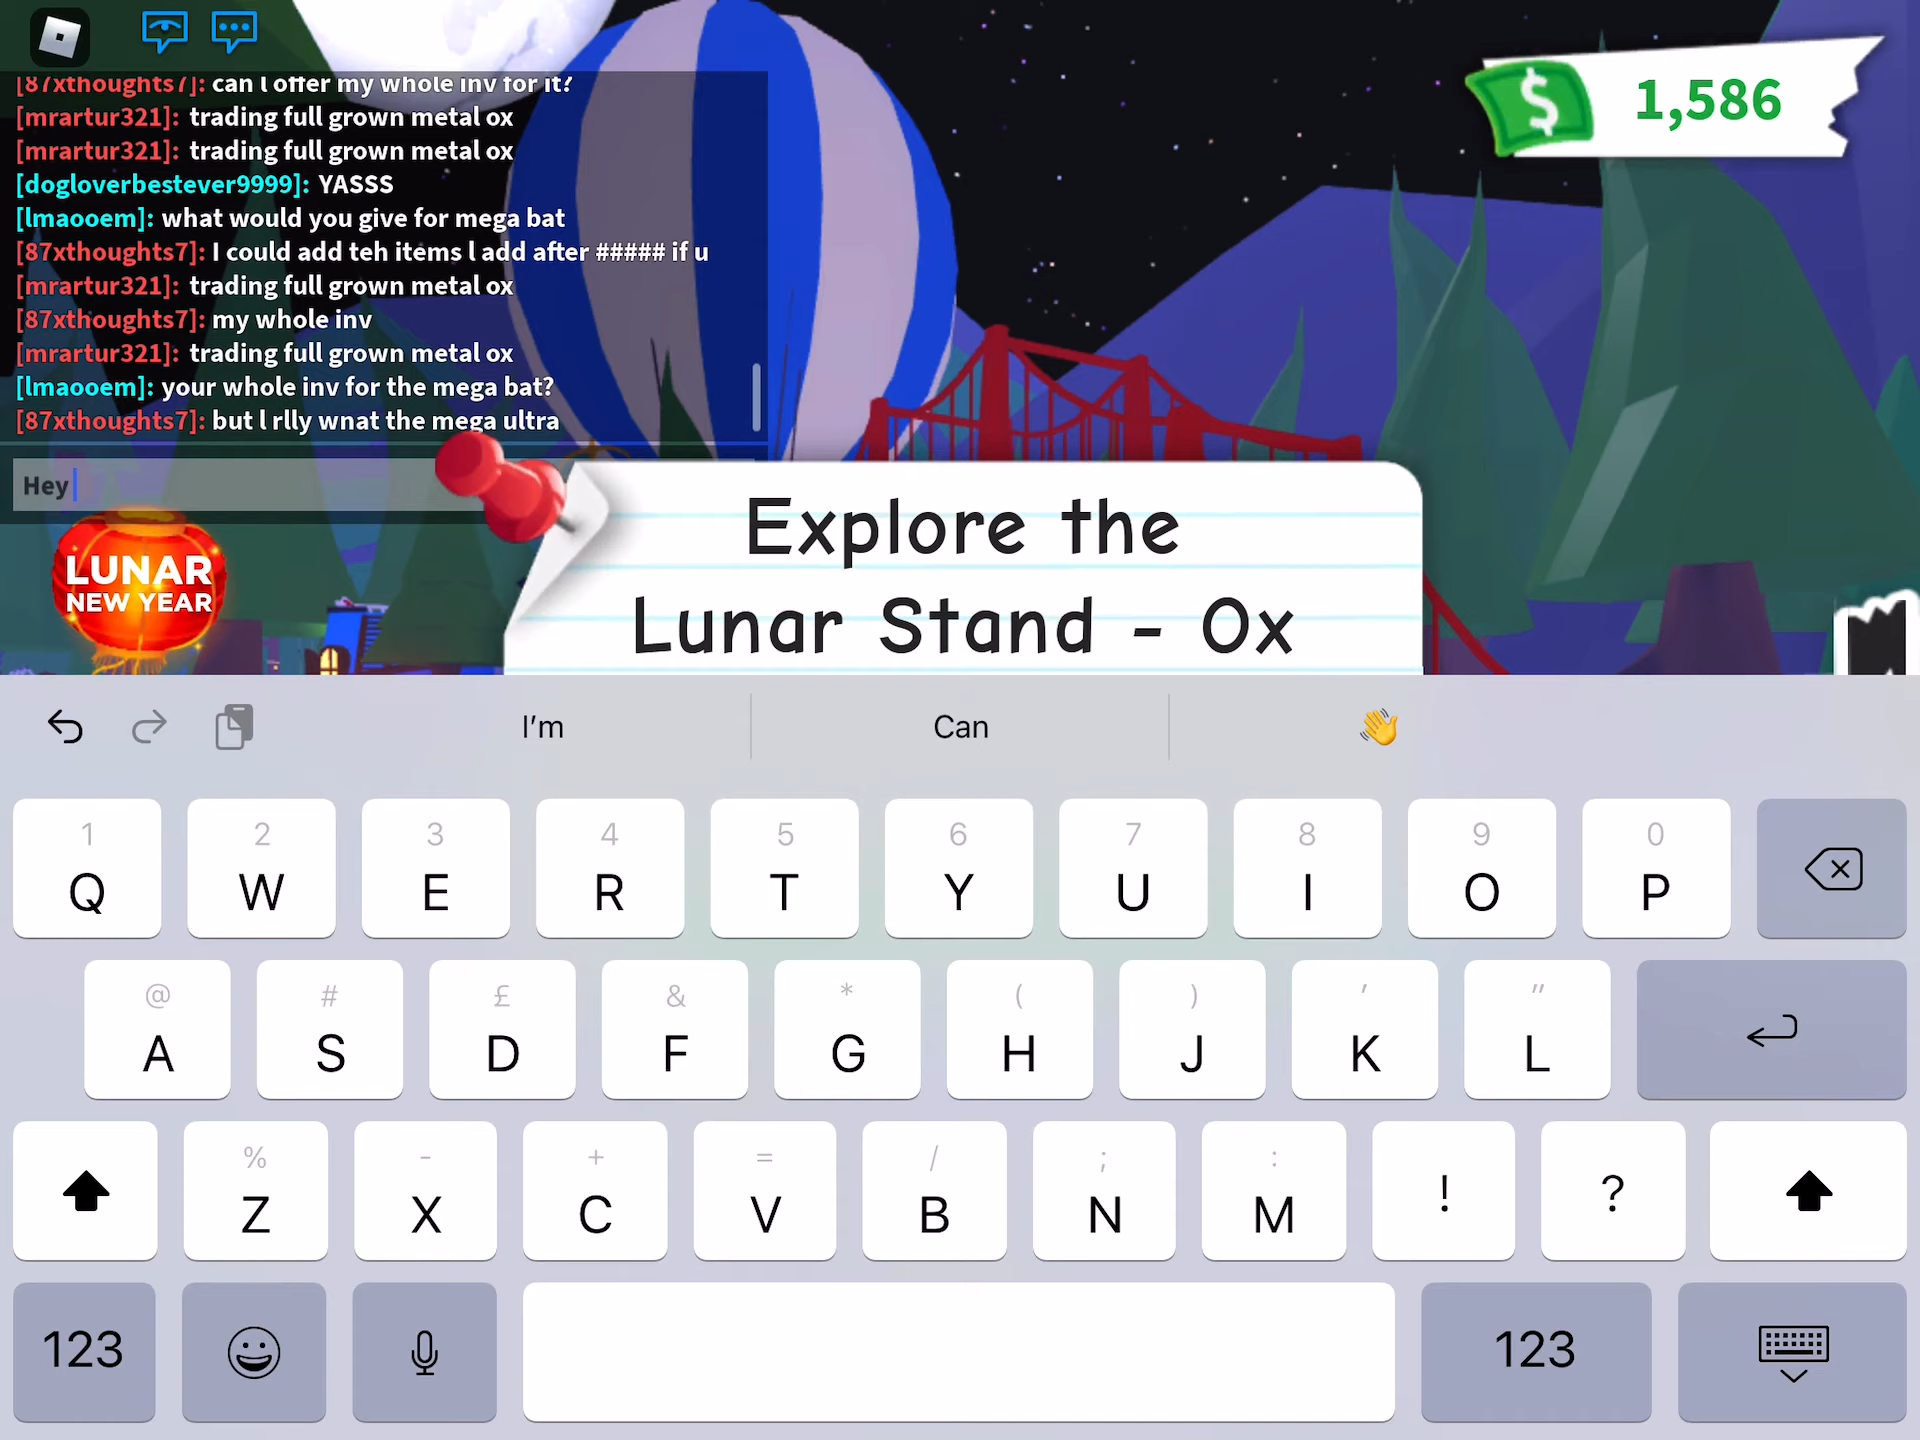 [87xthoughts7]: can l offer my whole inv for it?
[mrartur321]: trading full grown metal ox
[mrartur321]: trading full grown metal ox
[dogloverbestever9999]: YASSS
[lmaooem]: what would you give for mega bat
[87xthoughts7]: I could add teh items l add after ##### if u
[mrartur321]: trading full grown metal ox
[87xthoughts7]: my whole inv
[mrartur321]: trading full grown metal ox
[lmaooem]: your whole inv for the mega bat?
[87xthoughts7]: but l rlly wnat the mega ultra
Hey
1,586
LUNAR
NEW YEAR
Explore the
Lunar Stand - Ox
I'm Can 👋
1 2 3 4 5 6 7 8 9 0
Q W E R T Y U I O P
@ # £ & * ( ) ' "
A S D F G H J K L
% - + = / ; :
Z X C V B N M ! ?
123 123